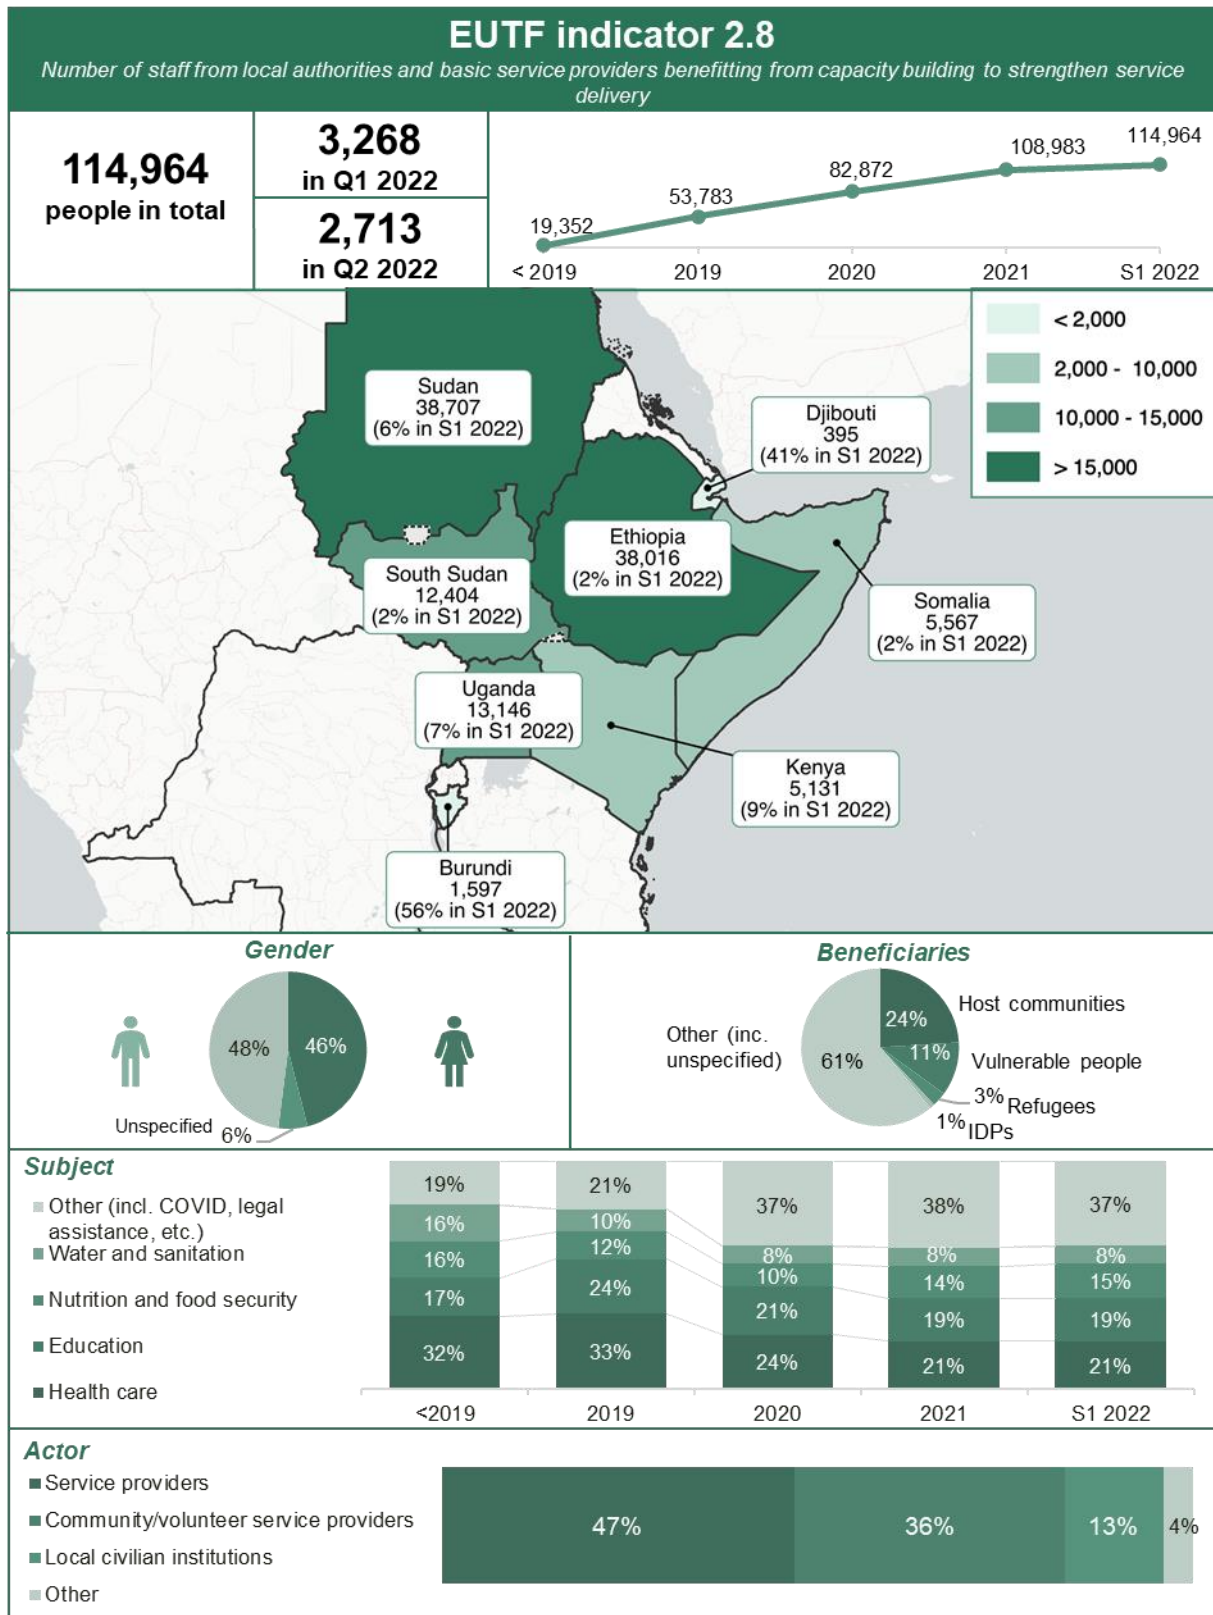 EUTF indicator 2.8
Number of staff from local authorities and basic service providers benefitting from capacity building to strengthen service
delivery
114,964
people in total
3,268
in Q1 2022
2,713
in Q2 2022
19,352
53,783
82,872
108,983
114,964
< 2019
2019
2020
2021
S1 2022
< 2,000
2,000 - 10,000
10,000 - 15,000
> 15,000
Sudan
38,707
(6% in S1 2022)
Djibouti
395
(41% in S1 2022)
Ethiopia
38,016
(2% in S1 2022)
South Sudan
12,404
(2% in S1 2022)
Somalia
5,567
(2% in S1 2022)
Uganda
13,146
(7% in S1 2022)
Kenya
5,131
(9% in S1 2022)
Burundi
1,597
(56% in S1 2022)
Gender
48%
46%
Unspecified 6%
Beneficiaries
Host communities
24%
Other (inc.
unspecified)
61%
11%
Vulnerable people
3% Refugees
1% IDPs
Subject
Other (incl. COVID, legal
assistance, etc.)
Water and sanitation
Nutrition and food security
Education
Health care
19% 21% 37% 38% 37%
16% 10% 8% 8% 8%
16% 12% 10% 14% 15%
17% 24% 21% 19% 19%
32% 33% 24% 21% 21%
<2019 2019 2020 2021 S1 2022
Actor
Service providers
Community/volunteer service providers
Local civilian institutions
Other
47% 36% 13% 4%